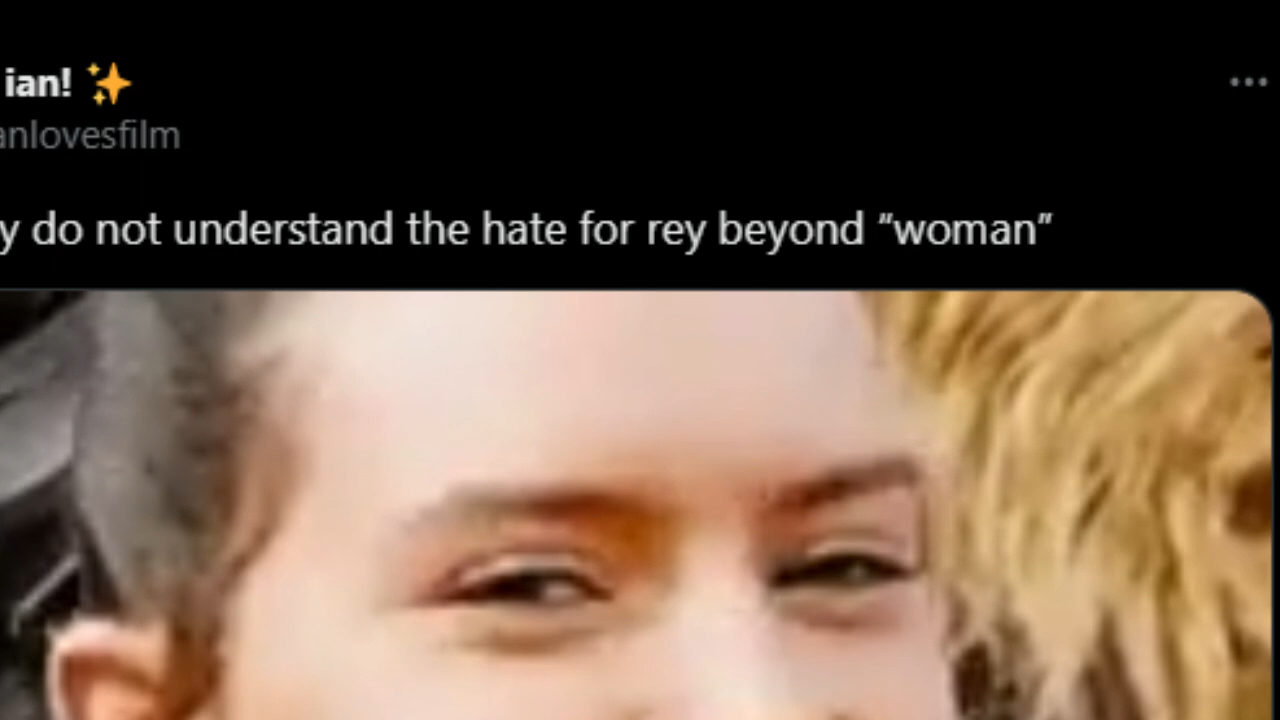 ian! ✨
anlovesfilm
y do not understand the hate for rey beyond “woman”